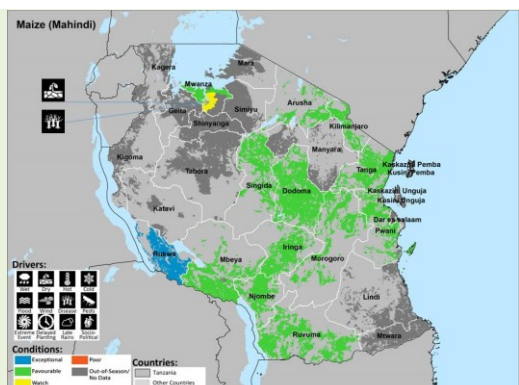 Maize (Mahindi)
Mara
Kagera
Mwanza
Geita
Simiyu
Arusha
Shinyanga
Kilimanjaro
Kigoma
Tabora
Manyara
Tanga
Kaskazini Pemba
Kusini Pemba
Singida
Dodoma
Kaskazini Unguja
Kusini Unguja
Katavi
Dar es-salaam
Pwani
Rukwa
Iringa
Mbeya
Morogoro
Drivers:
Wet Dry Hot Cold
Flood Wind Disease Pests
Extreme Event Delayed Planting Late Rains Socio-Political
Njombe
Lindi
Ruvuma
Mtwara
Conditions:
Exceptional
Poor
Favourable
Out-of-Season/ No Data
Watch
Countries:
Tanzania
Other Countries